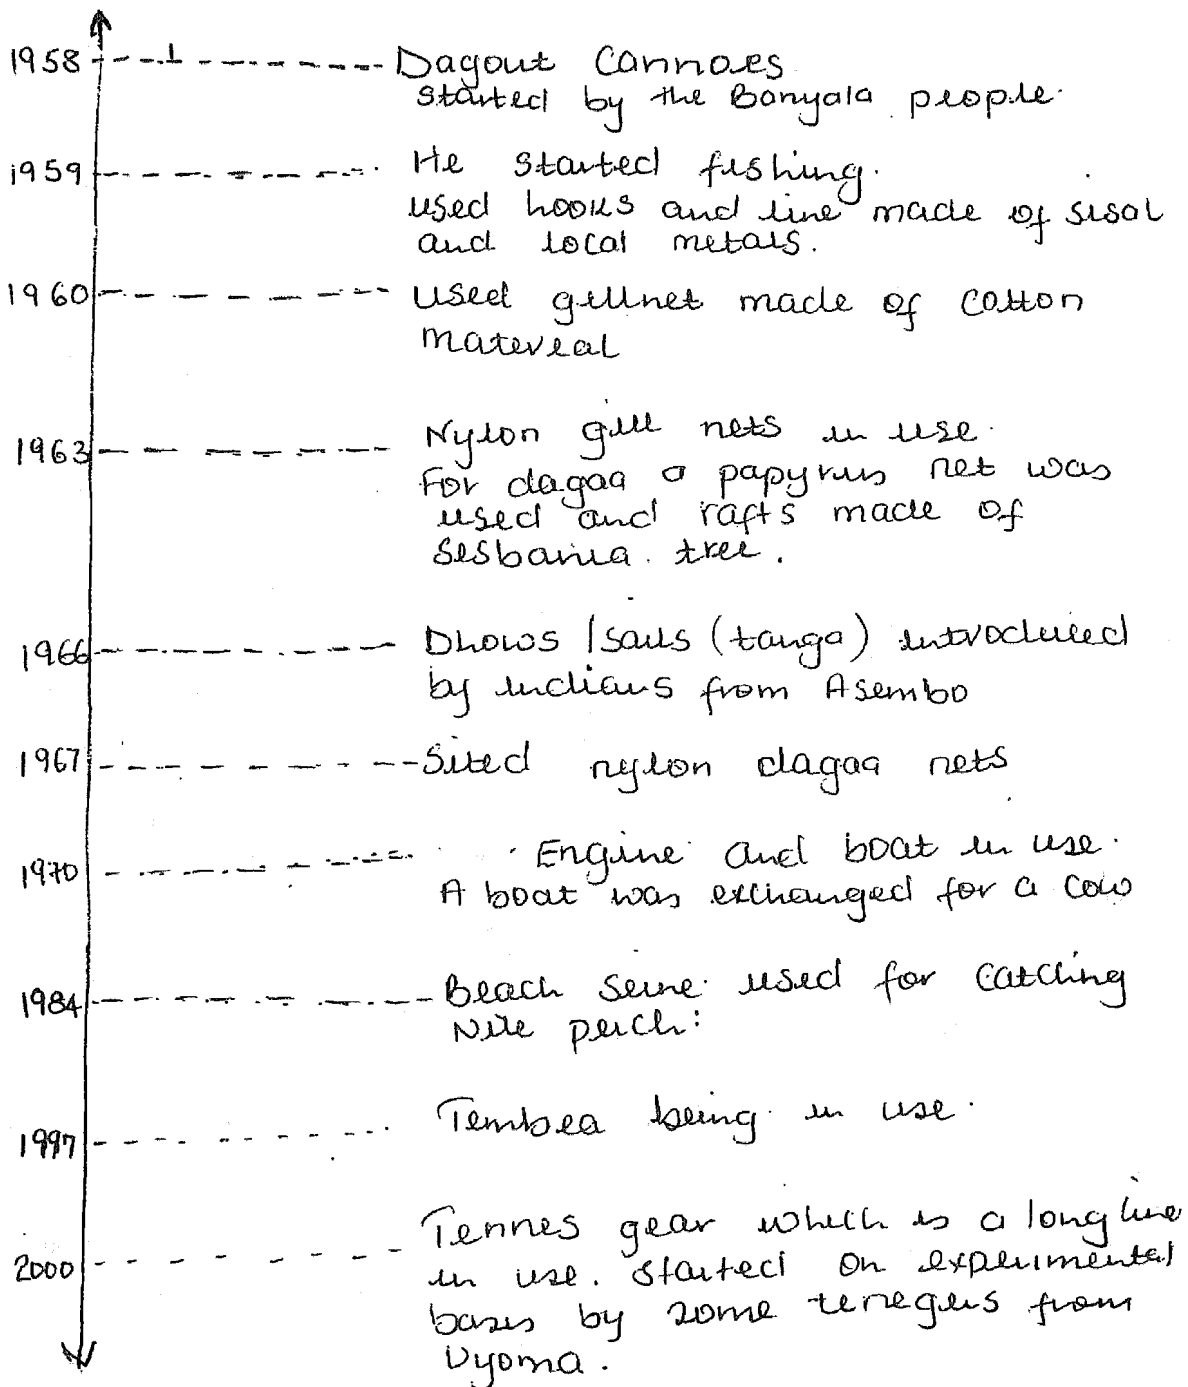 1958 Dagout Cannoes
started by the Banyala people.
1959 He started fishing.
used hooks and line made of sisal
and local metals.
1960 used gillnet made of cotton
matereal
1963 Nylon gill nets in use.
For dagaa a papyrus net was
used and rafts made of
Sesbania tree.
1966 Dhows/sails (tanga) introduced
by indians from Asembo
1967 Sited nylon dagaa nets
1970 Engine and boat in use.
A boat was exchanged for a cow
1984 Beach seine used for catching
Nile perch:
1997 Tembea being in use.
2000 Tennes gear which is a long line
in use. Started on experimental
bases by some from
Uyoma.